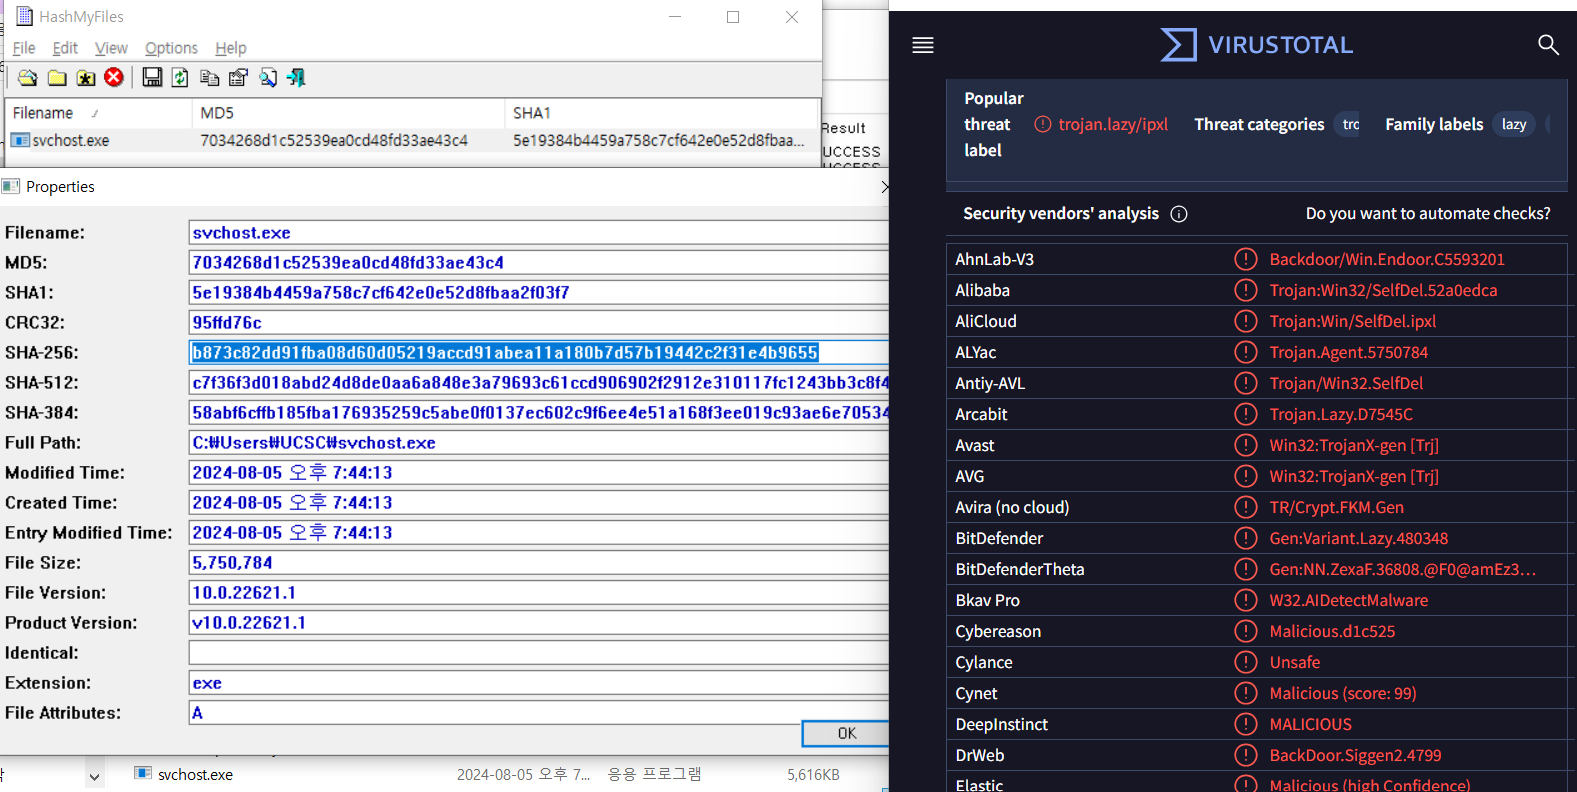 HashMyFiles
File Edit View Options Help
Filename MD5 SHA1
svchost.exe 7034268d1c52539ea0cd48fd33ae43c4 5e19384b4459a758c7cf642e0e52d8fbaa...
Result
UCCESS
Properties
Filename: svchost.exe
MD5: 7034268d1c52539ea0cd48fd33ae43c4
SHA1: 5e19384b4459a758c7cf642e0e52d8fbaa2f03f7
CRC32: 95ffd76c
SHA-256: b873c82dd91fba08d60d05219accd91abea11a180b7d57b19442c2f31e4b9655
SHA-512: c7f36f3d018abd24d8de0aa6a848e3a79693c61ccd906902f2912e310117fc1243bb3c8f4
SHA-384: 58abf6cffb185fba176935259c5abe0f0137ec602c9f6ee4e51a168f3ee019c93ae6e70534
Full Path: C:₩Users₩UCSC₩svchost.exe
Modified Time: 2024-08-05 오후 7:44:13
Created Time: 2024-08-05 오후 7:44:13
Entry Modified Time: 2024-08-05 오후 7:44:13
File Size: 5,750,784
File Version: 10.0.22621.1
Product Version: v10.0.22621.1
Identical:
Extension: exe
File Attributes: A
OK
svchost.exe 2024-08-05 오후 7... 응용 프로그램 5,616KB
VIRUSTOTAL
Popular threat label trojan.lazy/ipxl Threat categories tro Family labels lazy
Security vendors' analysis Do you want to automate checks?
AhnLab-V3 Backdoor/Win.Endoor.C5593201
Alibaba Trojan:Win32/SelfDel.52a0edca
AliCloud Trojan:Win/SelfDel.ipxl
ALYac Trojan.Agent.5750784
Antiy-AVL Trojan/Win32.SelfDel
Arcabit Trojan.Lazy.D7545C
Avast Win32:TrojanX-gen [Trj]
AVG Win32:TrojanX-gen [Trj]
Avira (no cloud) TR/Crypt.FKM.Gen
BitDefender Gen:Variant.Lazy.480348
BitDefenderTheta Gen:NN.ZexaF.36808.@F0@amEz3...
Bkav Pro W32.AIDetectMalware
Cybereason Malicious.d1c525
Cylance Unsafe
Cynet Malicious (score: 99)
DeepInstinct MALICIOUS
DrWeb BackDoor.Siggen2.4799
Elastic Malicious (high Confidence)